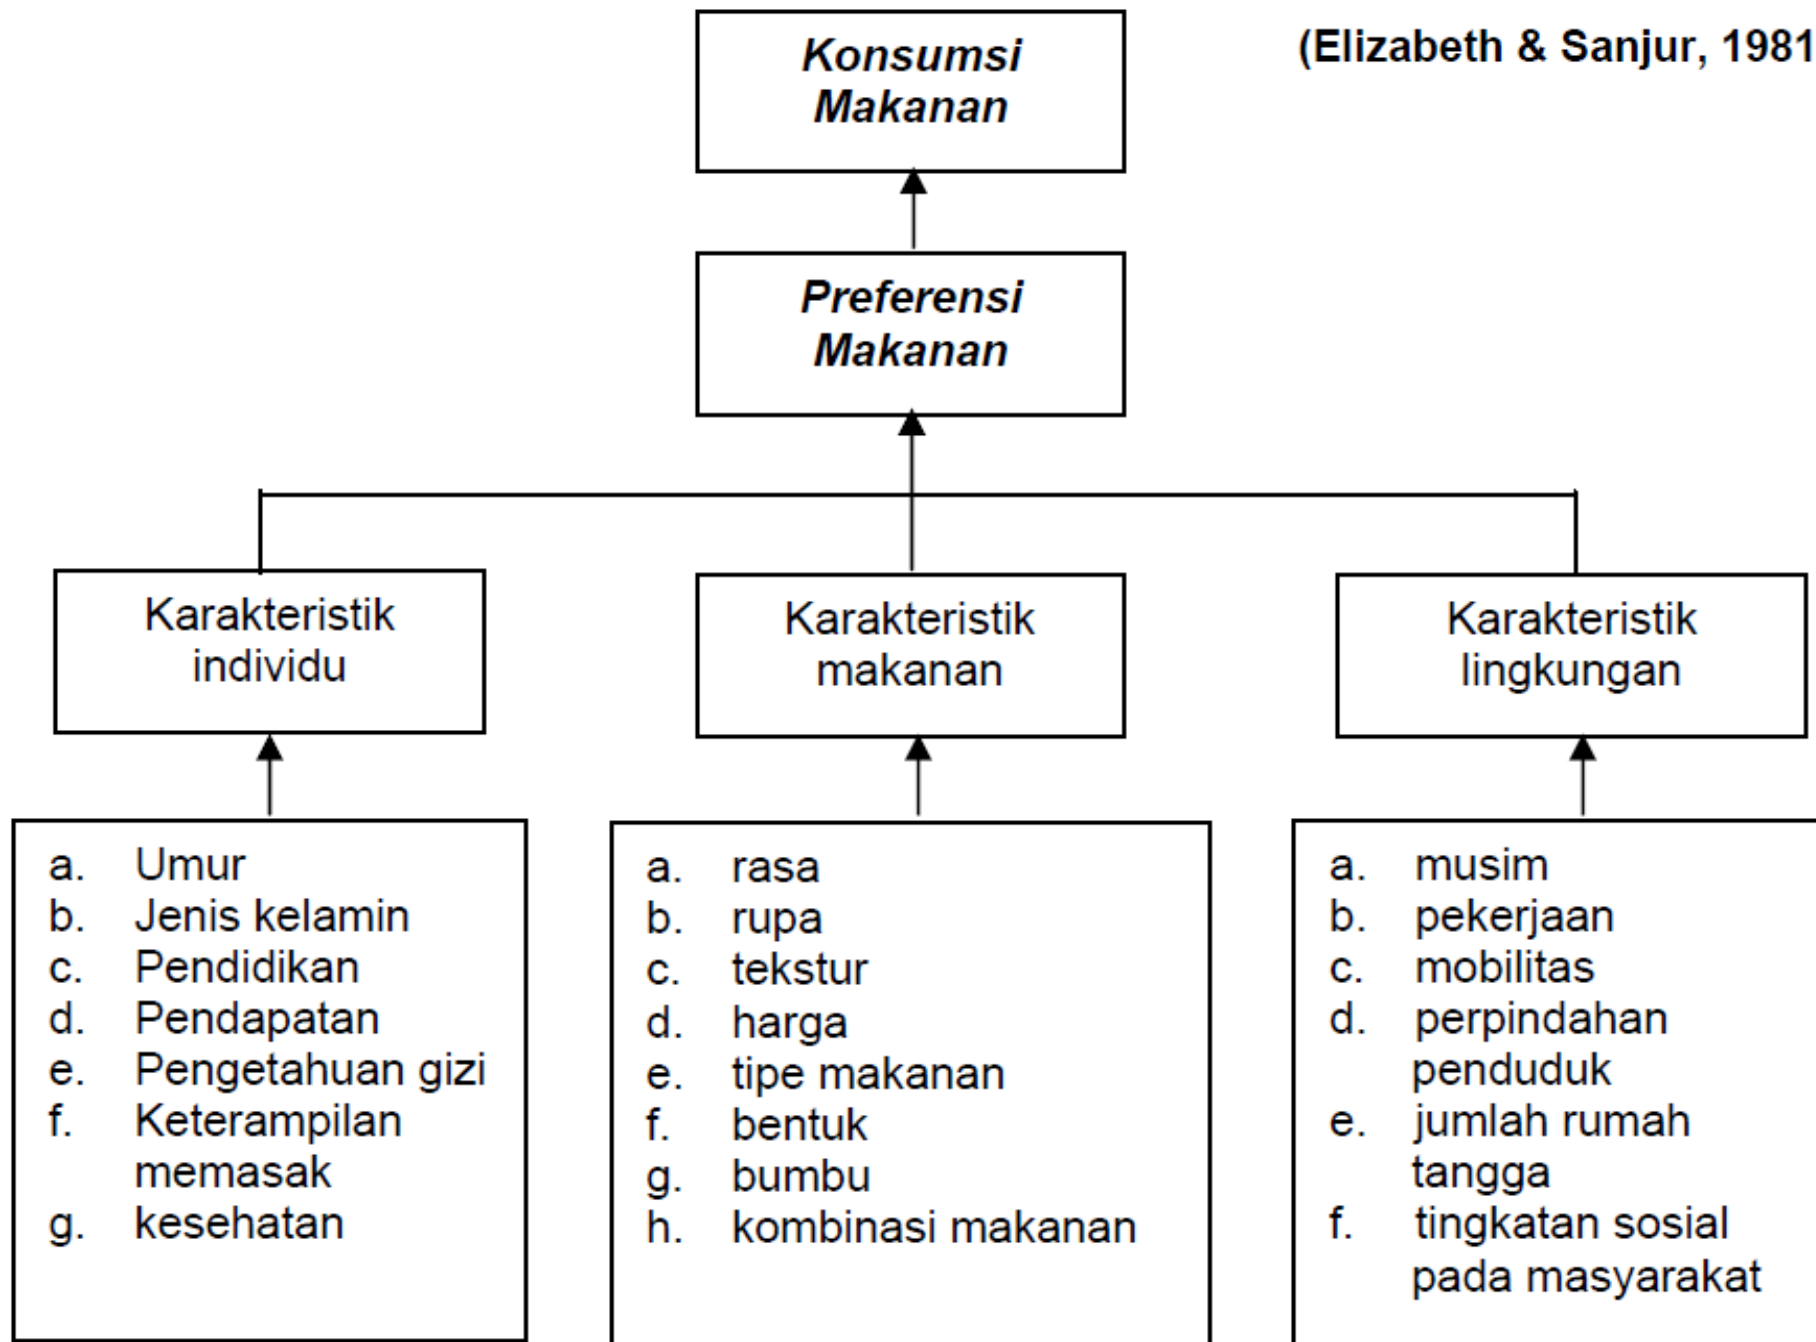 Konsumsi
Makanan
(Elizabeth & Sanjur, 1981
Preferensi
Makanan
Karakteristik
individu
Karakteristik
makanan
Karakteristik
lingkungan
a. Umur
b. Jenis kelamin
c. Pendidikan
d. Pendapatan
e. Pengetahuan gizi
f. Keterampilan
memasak
g. kesehatan
a. rasa
b. rupa
c. tekstur
d. harga
e. tipe makanan
f. bentuk
g. bumbu
h. kombinasi makanan
a. musim
b. pekerjaan
c. mobilitas
d. perpindahan
penduduk
e. jumlah rumah
tangga
f. tingkatan sosial
pada masyarakat